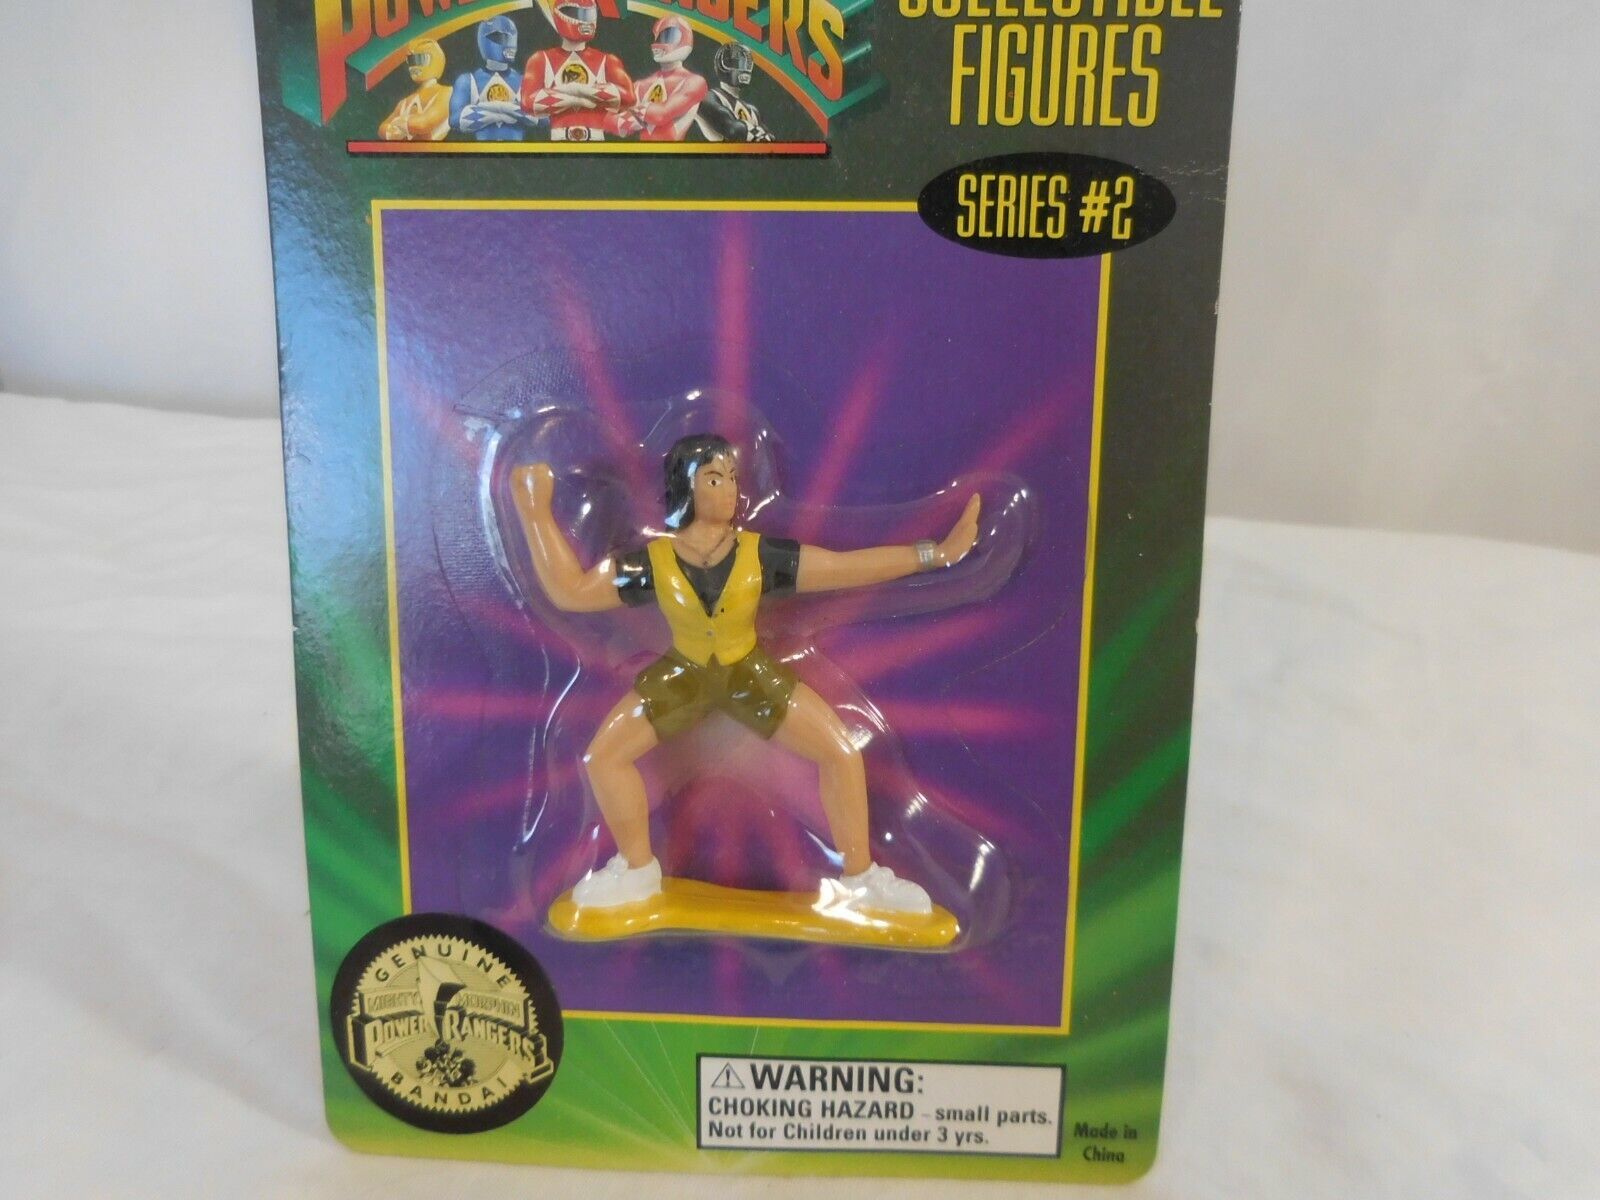 POWER RANGERS
COLLECTIBLE
FIGURES
SERIES #2
GENUINE
MIGHTY MORPHIN
POWER RANGERS
BANDAI
WARNING:
CHOKING HAZARD - small parts.
Not for Children under 3 yrs.
Made in
China